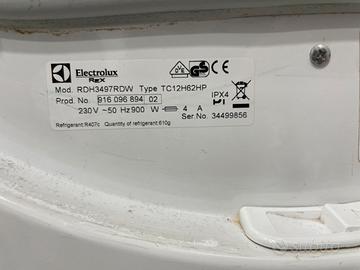 Electrolux
REX
Mod. RDH3497RDW Type TC12H62HP
Prod. No. 916 096 894 02
IPX4
230V ~50 Hz 900 W 4 A
Ser.No. 34499856
Refrigerant:R407c Quantity of refrigerant:610g